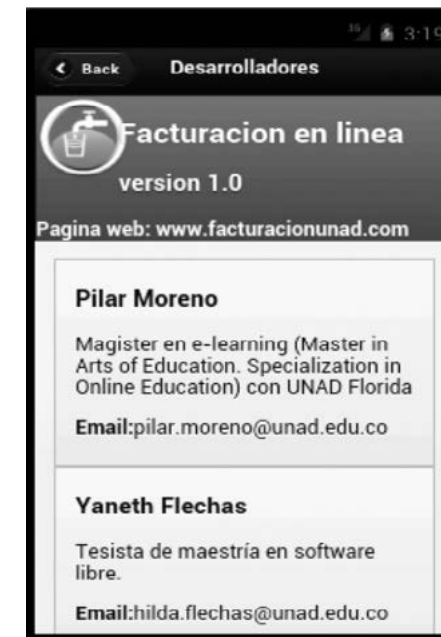 3G 3:19
Back Desarrolladores
Facturacion en linea
version 1.0
Pagina web: www.facturacionunad.com
Pilar Moreno
Magister en e-learning (Master in
Arts of Education. Specialization in
Online Education) con UNAD Florida
Email:pilar.moreno@unad.edu.co
Yaneth Flechas
Tesista de maestría en software
libre.
Email:hilda.flechas@unad.edu.co